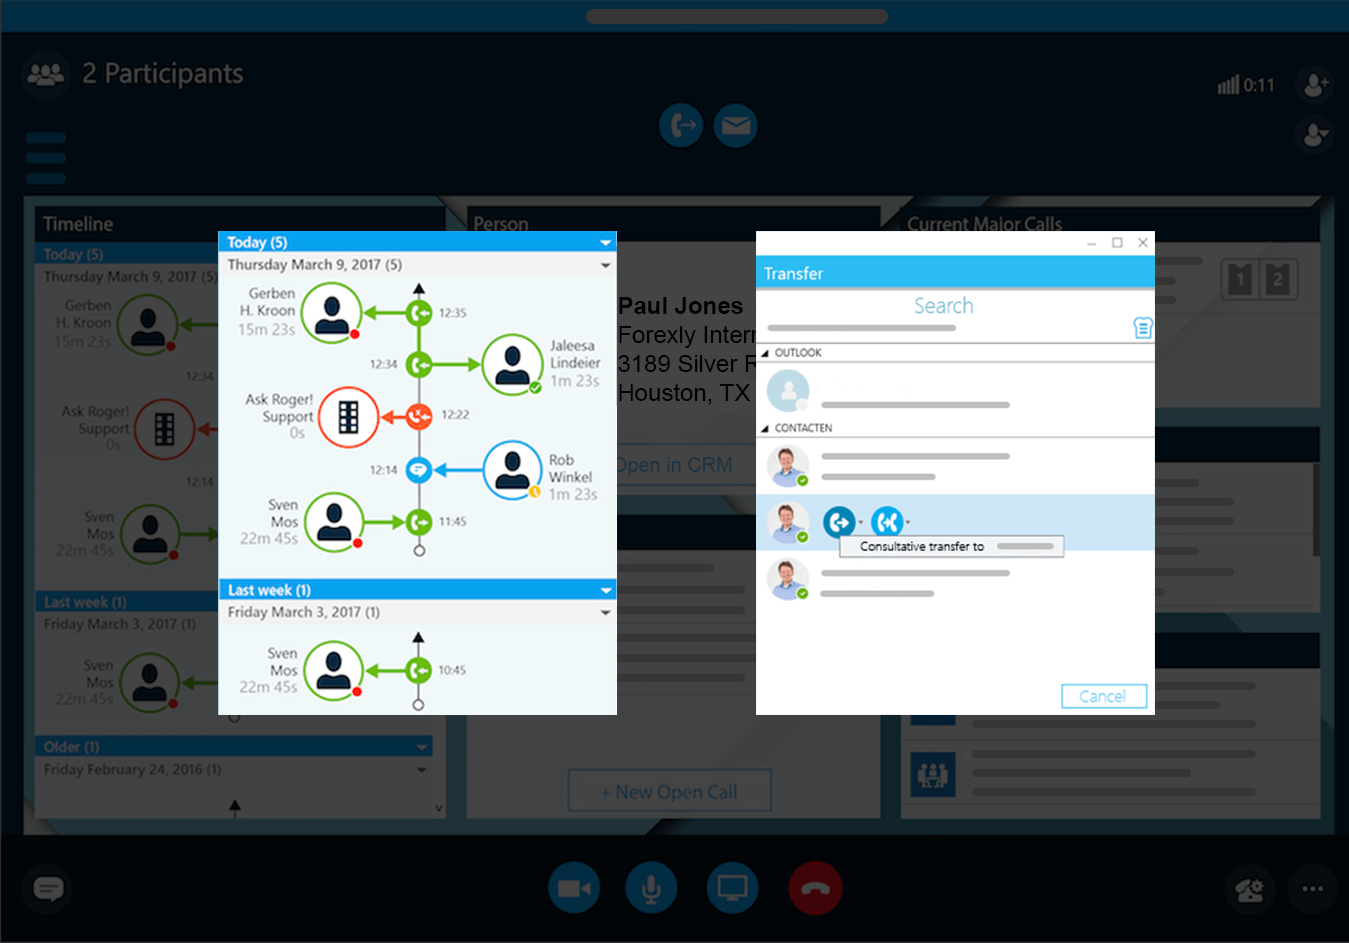 2 Participants
0:11
Timeline
Today (5)
Thursday March 9, 2017 (5)
Gerben
H. Kroon
15m 23s
12:34
Ask Roger!
Support
0s
12:14
Sven
Mos
22m 45s
Last week (1)
Friday March 3, 2017 (1)
Sven
Mos
22m 45s
Older (1)
Friday February 24, 2016 (1)
Today (5)
Thursday March 9, 2017 (5)
Gerben
H. Kroon
15m 23s
12:35
12:34
Jaleesa
Lindeier
1m 23s
Ask Roger!
Support
0s
12:22
12:14
Rob
Winkel
1m 23s
Sven
Mos
22m 45s
11:45
Last week (1)
Friday March 3, 2017 (1)
Sven
Mos
22m 45s
10:45
Person
Paul Jones
Forexly Intern
3189 Silver R
Houston, TX
Open in CRM
+ New Open Call
Current Major Calls
1 2
Transfer
Search
OUTLOOK
CONTACTEN
Consultative transfer to
Cancel